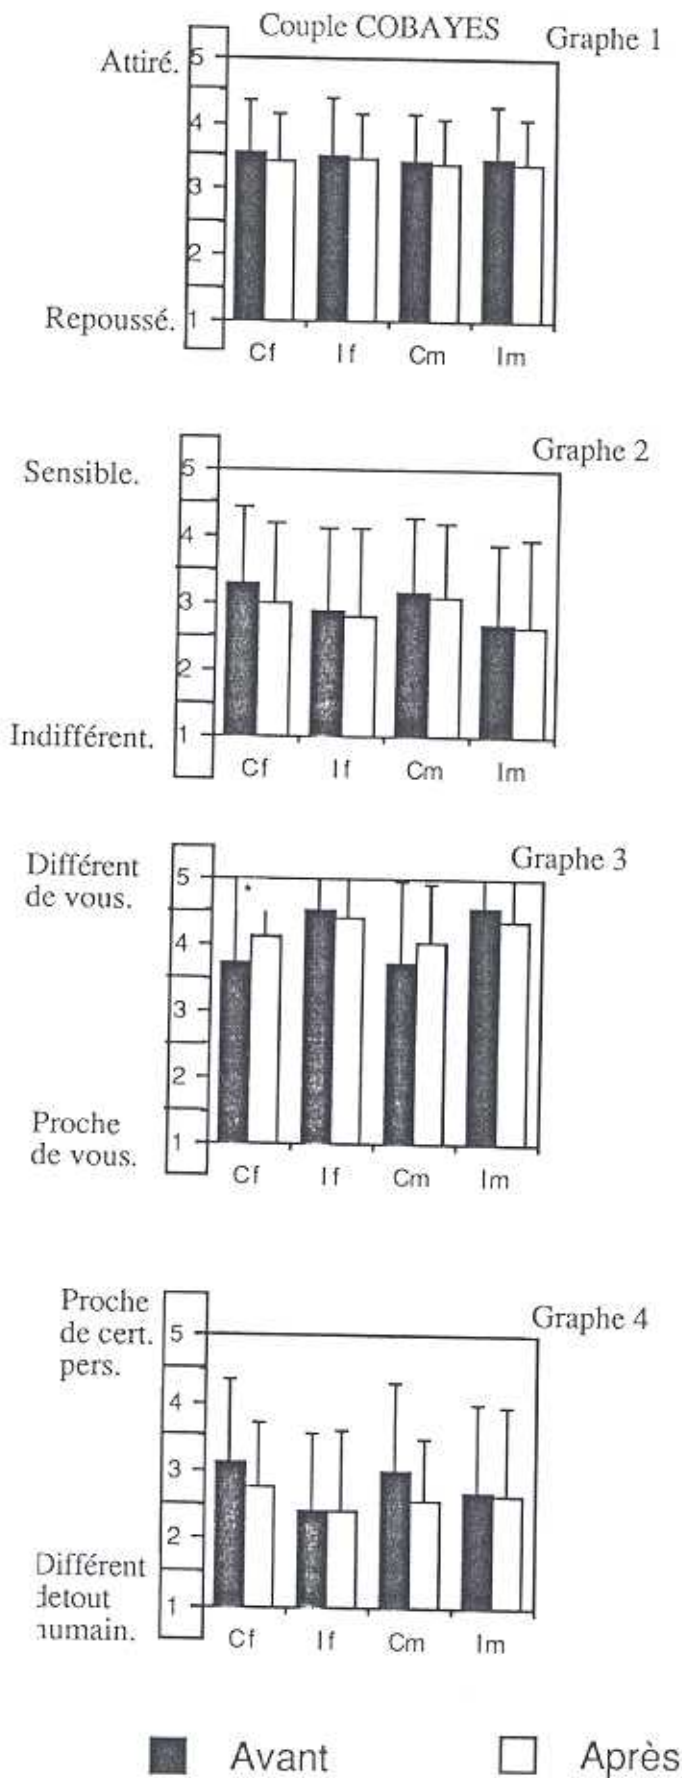 Couple COBAYES
Graphe 1
Attiré.
5
4
3
2
Repoussé.
1
Cf If Cm Im
Graphe 2
Sensible.
5
4
3
2
Indifférent.
1
Cf If Cm Im
Graphe 3
Différent
de vous.
5
*
4
3
2
Proche
de vous.
1
Cf If Cm Im
Proche
de cert.
pers.
Graphe 4
5
4
3
2
Différent
detout
humain.
1
Cf If Cm Im
Avant Après